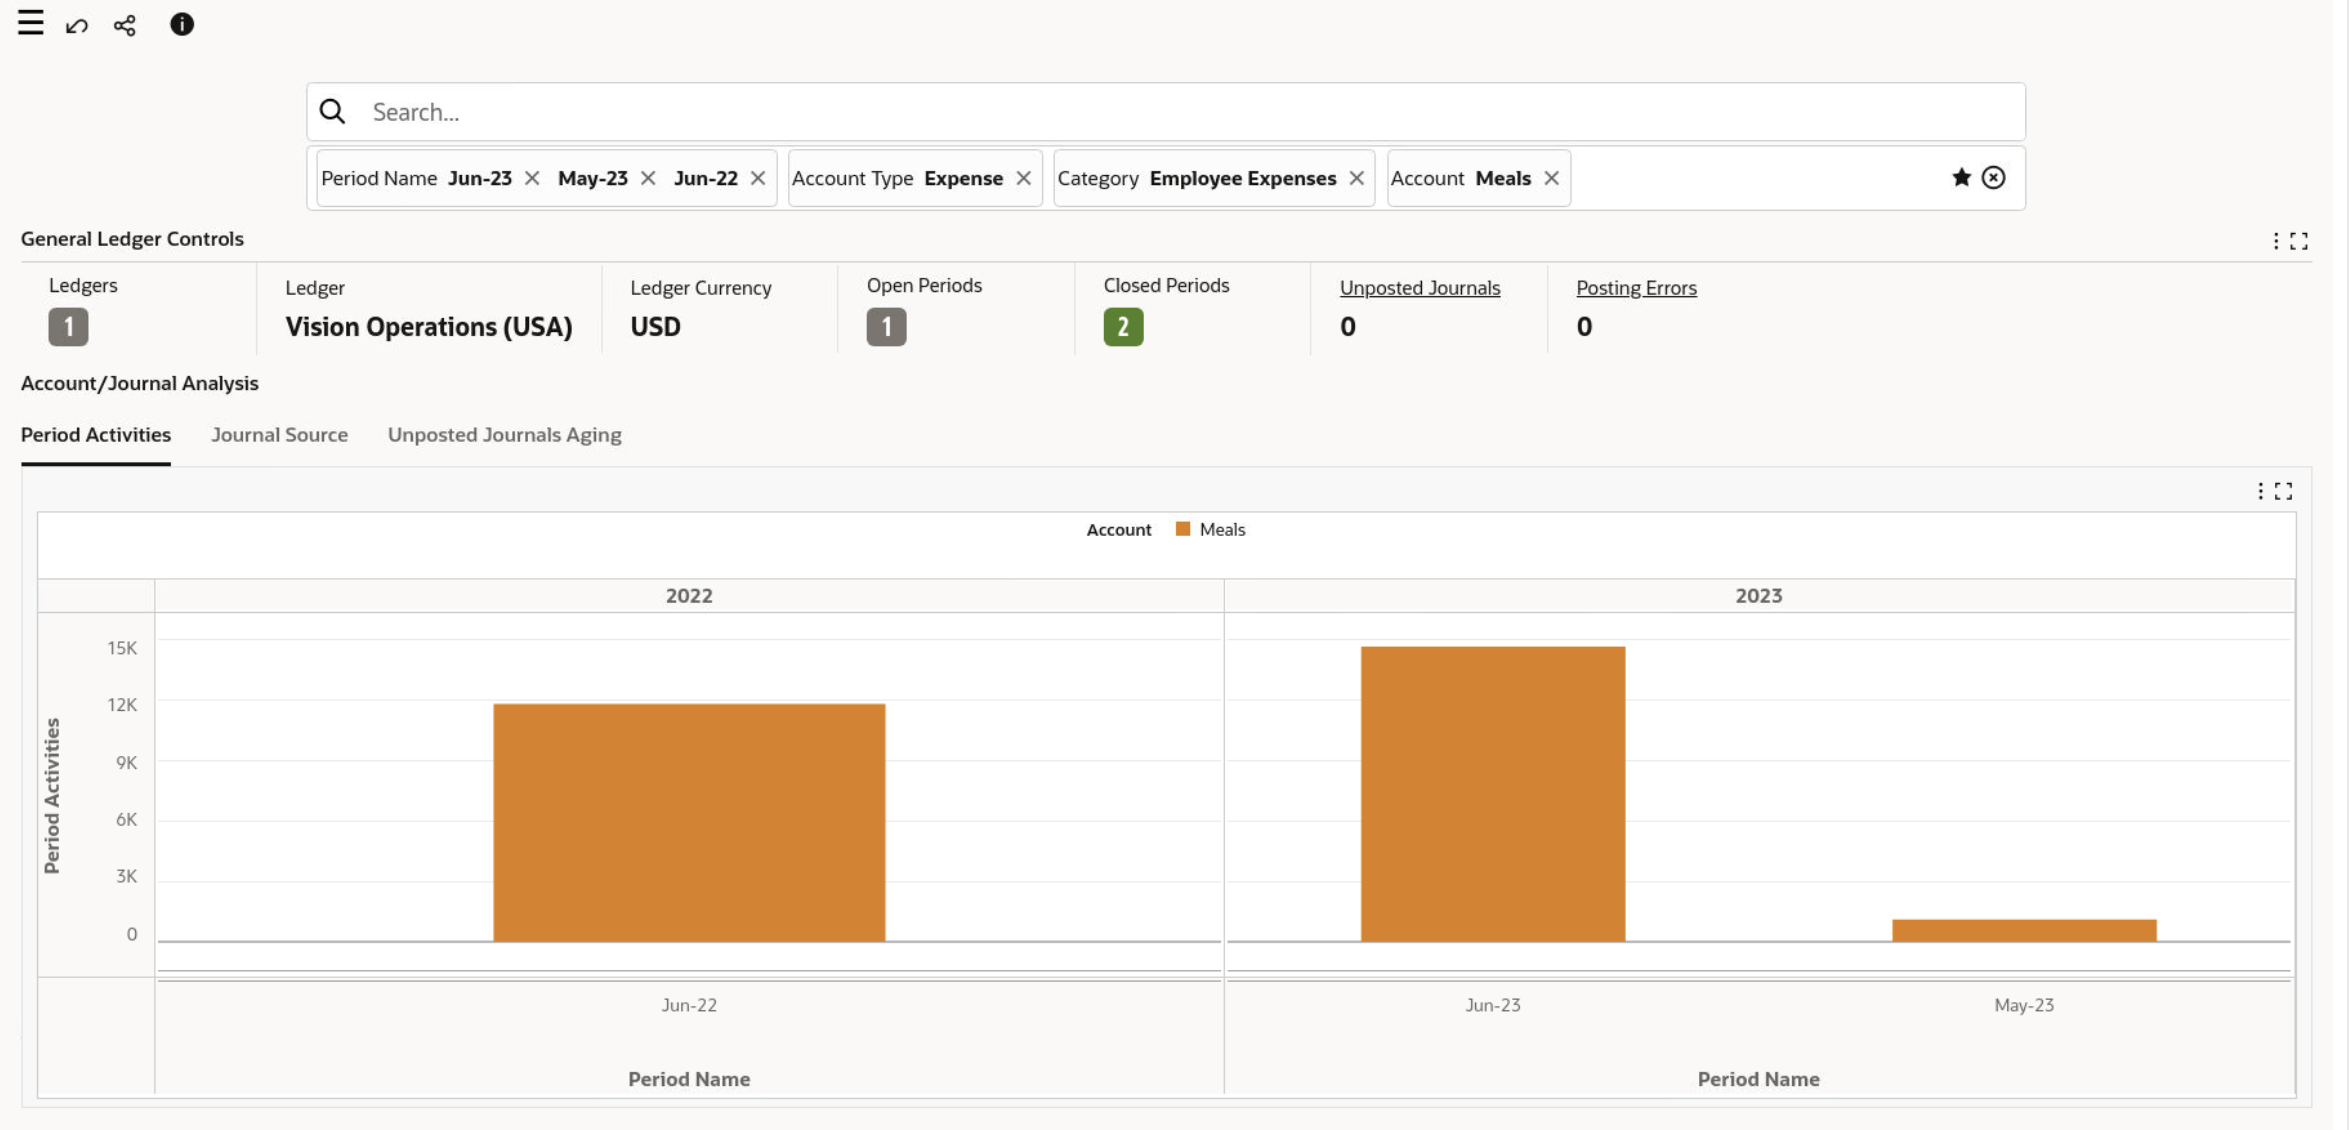 Search...
Period Name Jun-23 May-23 Jun-22 Account Type Expense Category Employee Expenses Account Meals
General Ledger Controls
Ledgers Ledger Ledger Currency Open Periods Closed Periods Unposted Journals Posting Errors
1 Vision Operations (USA) USD 1 2 0 0
Account/Journal Analysis
Period Activities Journal Source Unposted Journals Aging
Account Meals
2022 2023
15K
12K
9K
6K
3K
0
Period Activities
Jun-22 Jun-23 May-23
Period Name Period Name